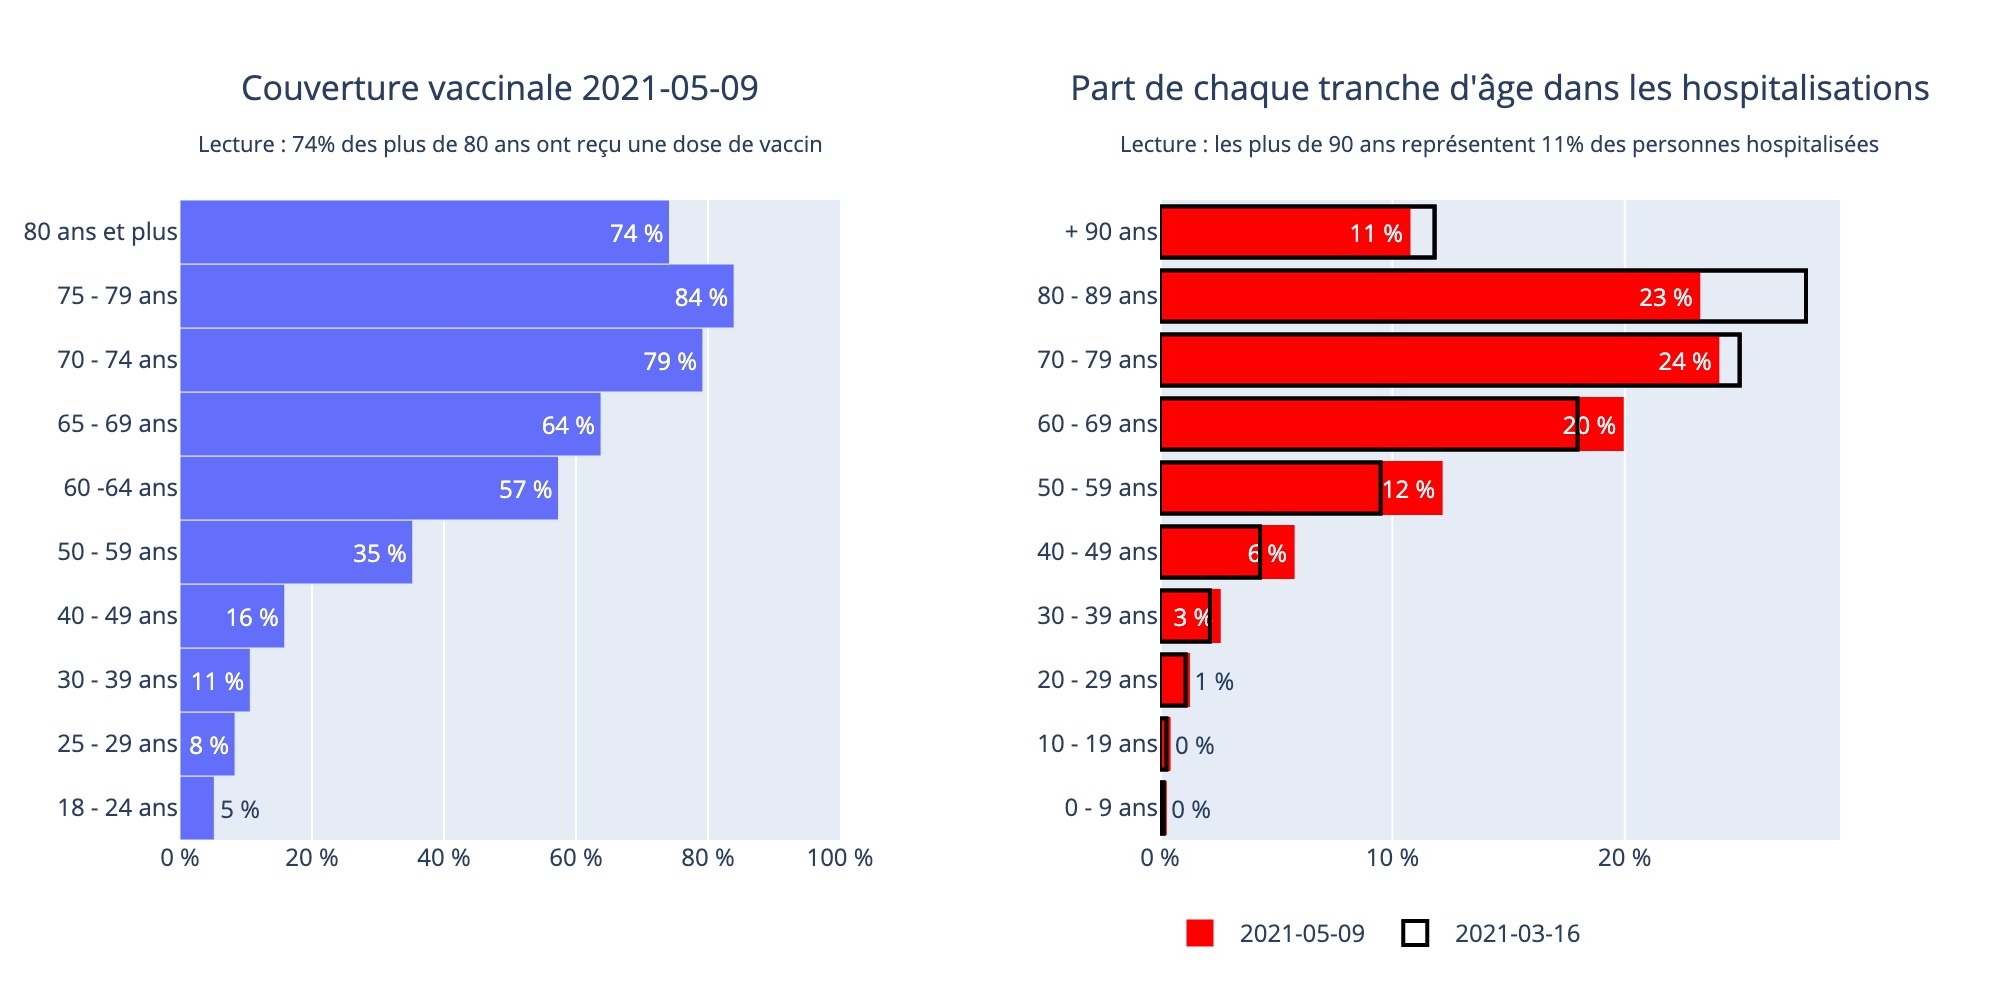 Couverture vaccinale 2021-05-09
Lecture : 74% des plus de 80 ans ont reçu une dose de vaccin
80 ans et plus 74 %
75 - 79 ans 84 %
70 - 74 ans 79 %
65 - 69 ans 64 %
60 -64 ans 57 %
50 - 59 ans 35 %
40 - 49 ans 16 %
30 - 39 ans 11 %
25 - 29 ans 8 %
18 - 24 ans 5 %
0 % 20 % 40 % 60 % 80 % 100 %
Part de chaque tranche d'âge dans les hospitalisations
Lecture : les plus de 90 ans représentent 11% des personnes hospitalisées
+ 90 ans 11 %
80 - 89 ans 23 %
70 - 79 ans 24 %
60 - 69 ans 20 %
50 - 59 ans 12 %
40 - 49 ans 6 %
30 - 39 ans 3 %
20 - 29 ans 1 %
10 - 19 ans 0 %
0 - 9 ans 0 %
0 % 10 % 20 %
2021-05-09 2021-03-16